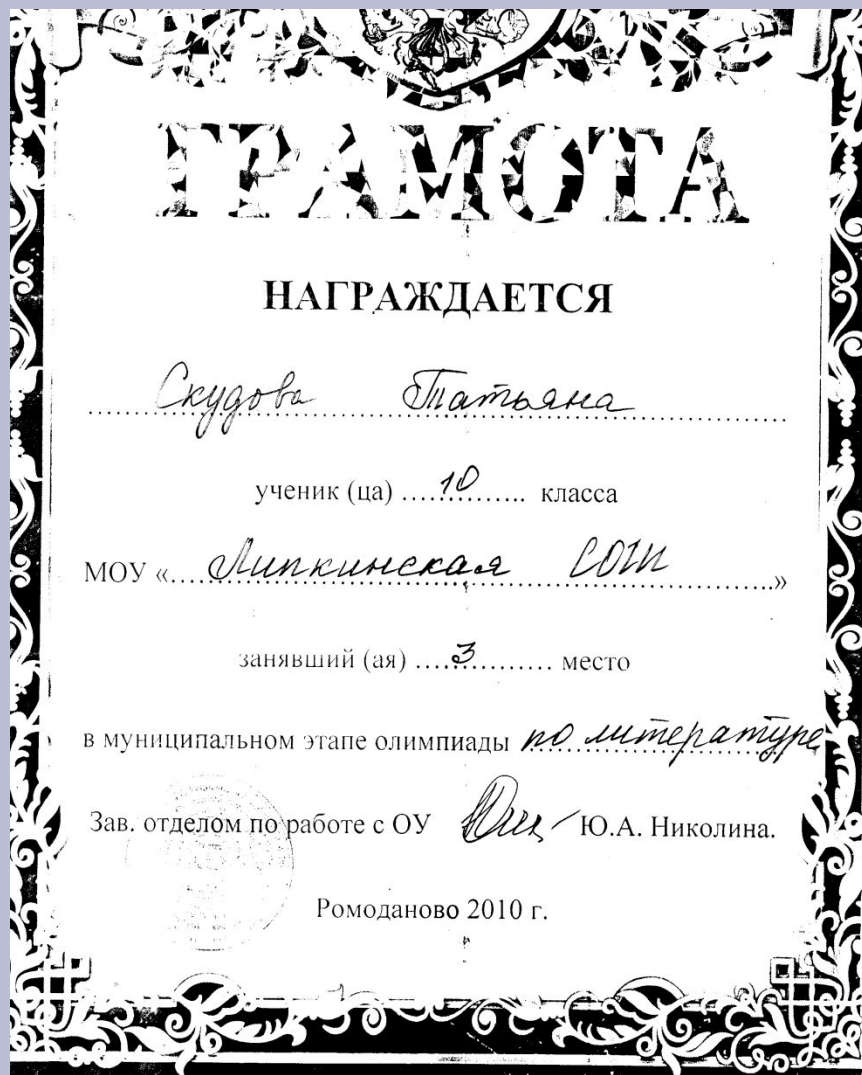 ГРАМОТА
НАГРАЖДАЕТСЯ
Скудова Татьяна
ученик (ца) ....10.... класса
МОУ «....Липкинская СОШ....»
занявший (ая) ....3.... место
в муниципальном этапе олимпиады по литературе
Зав. отделом по работе с ОУ Ю.А. Николина.
Ромоданово 2010 г.